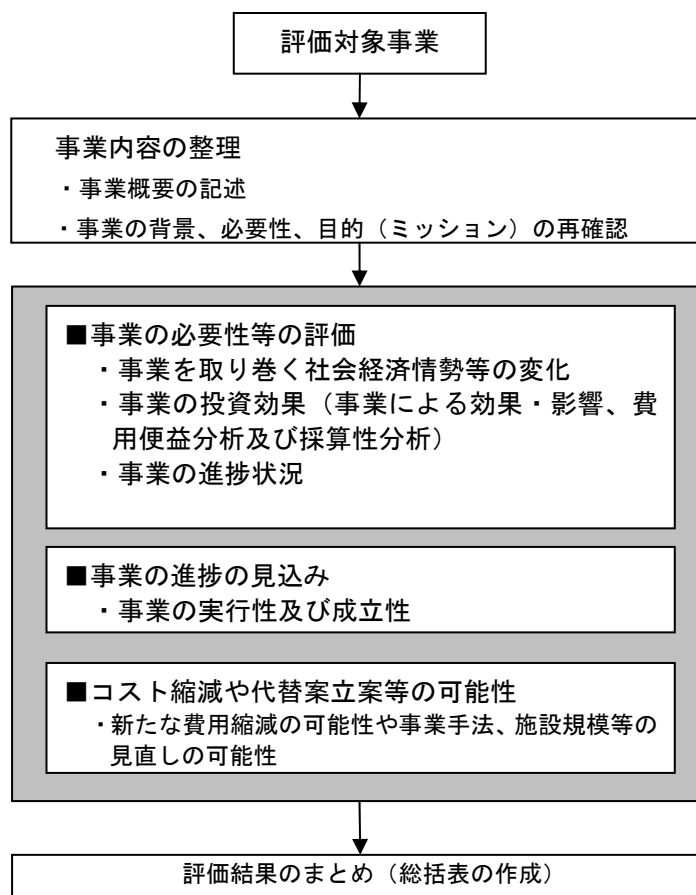 評価対象事業
事業内容の整理
・事業概要の記述
・事業の背景、必要性、目的（ミッション）の再確認
■事業の必要性等の評価
・事業を取り巻く社会経済情勢等の変化
・事業の投資効果（事業による効果・影響、費
用便益分析及び採算性分析）
・事業の進捗状況
■事業の進捗の見込み
・事業の実行性及び成立性
■コスト縮減や代替案立案等の可能性
・新たな費用縮減の可能性や事業手法、施設規模等の
見直しの可能性
評価結果のまとめ（総括表の作成）